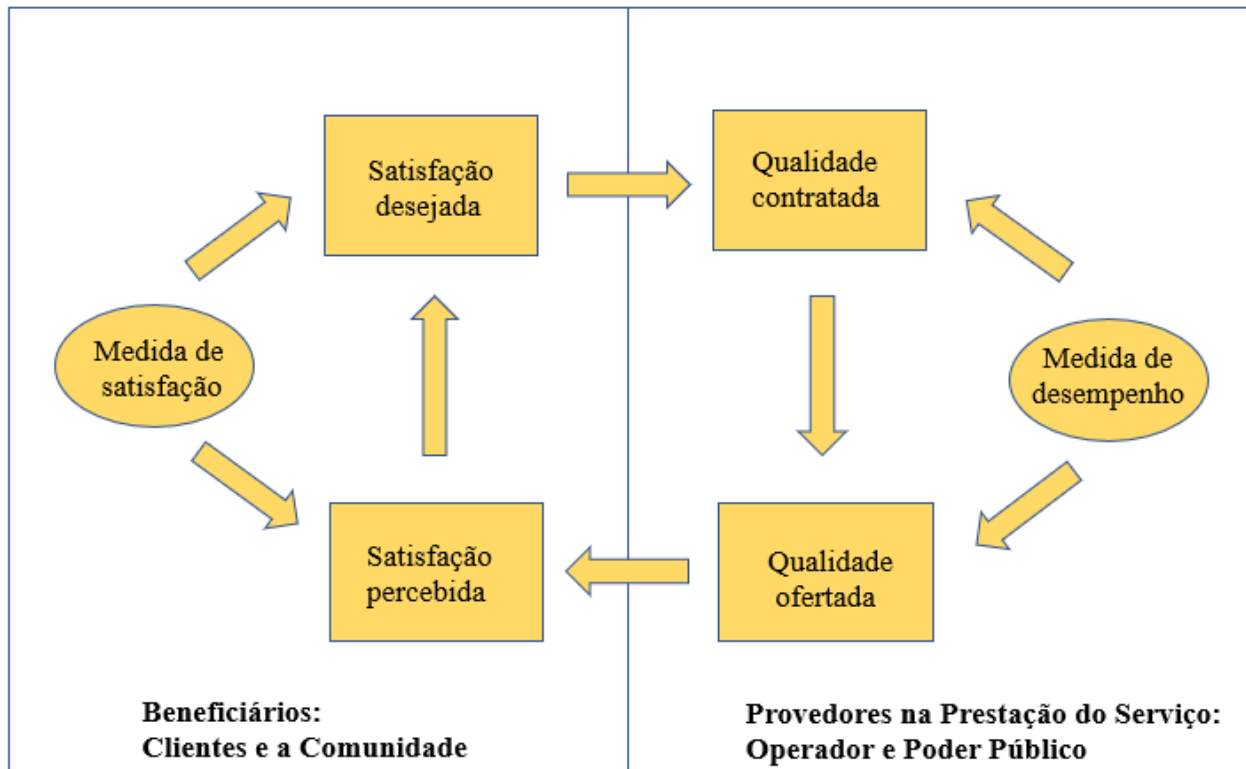 Satisfação
desejada
Qualidade
contratada
Medida de
satisfação
Medida de
desempenho
Satisfação
percebida
Qualidade
ofertada
Beneficiários:
Clientes e a Comunidade
Provedores na Prestação do Serviço:
Operador e Poder Público